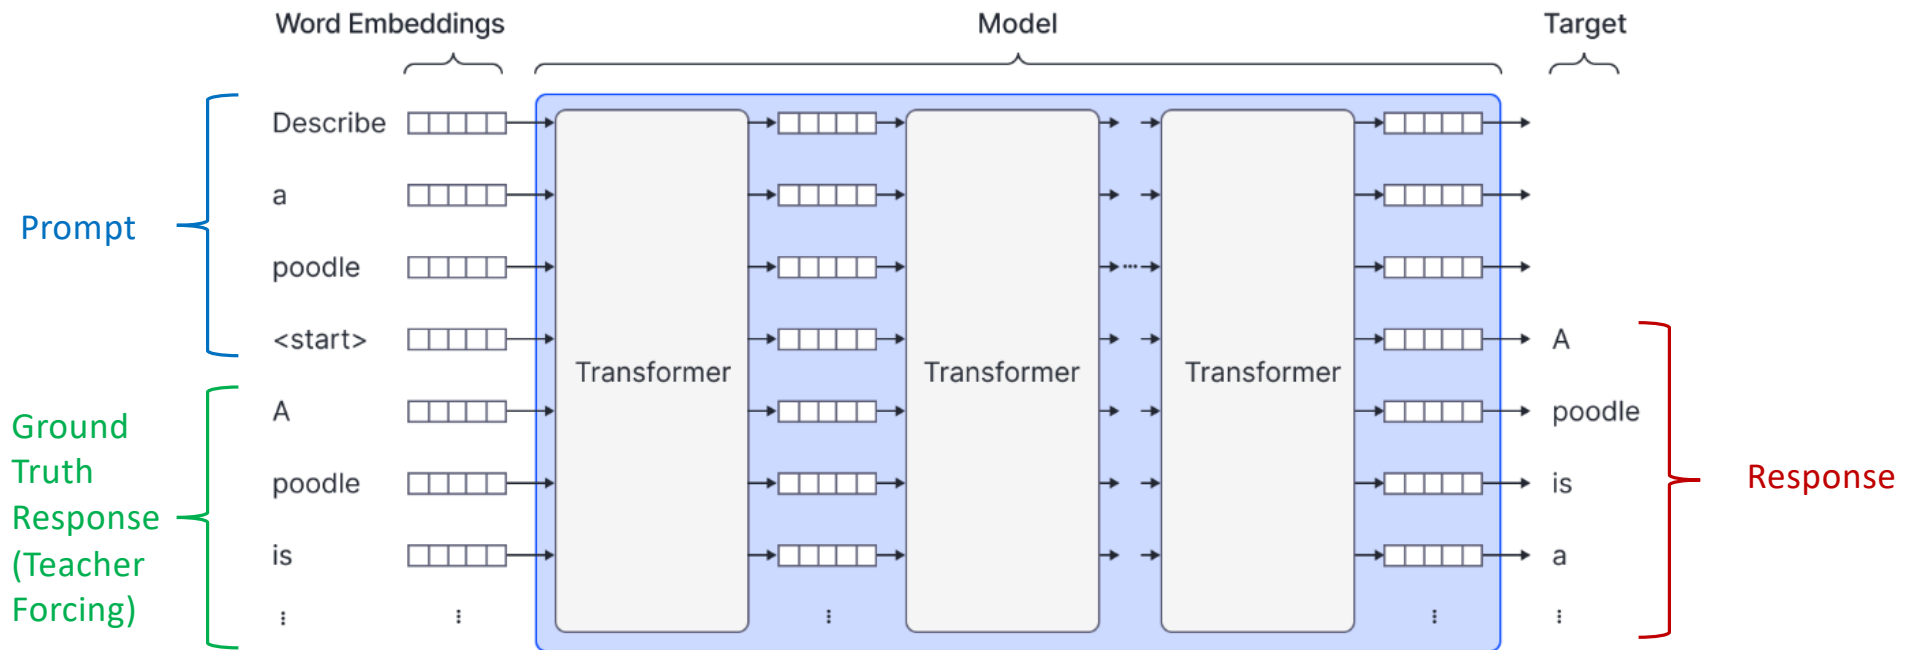 Word Embeddings
Model
Target
Prompt
Describe
a
poodle
...
<start>
A
poodle
is
⋮
Ground
Truth
Response
(Teacher
Forcing)
Transformer
Transformer
Transformer
A
poodle
is
a
⋮
Response